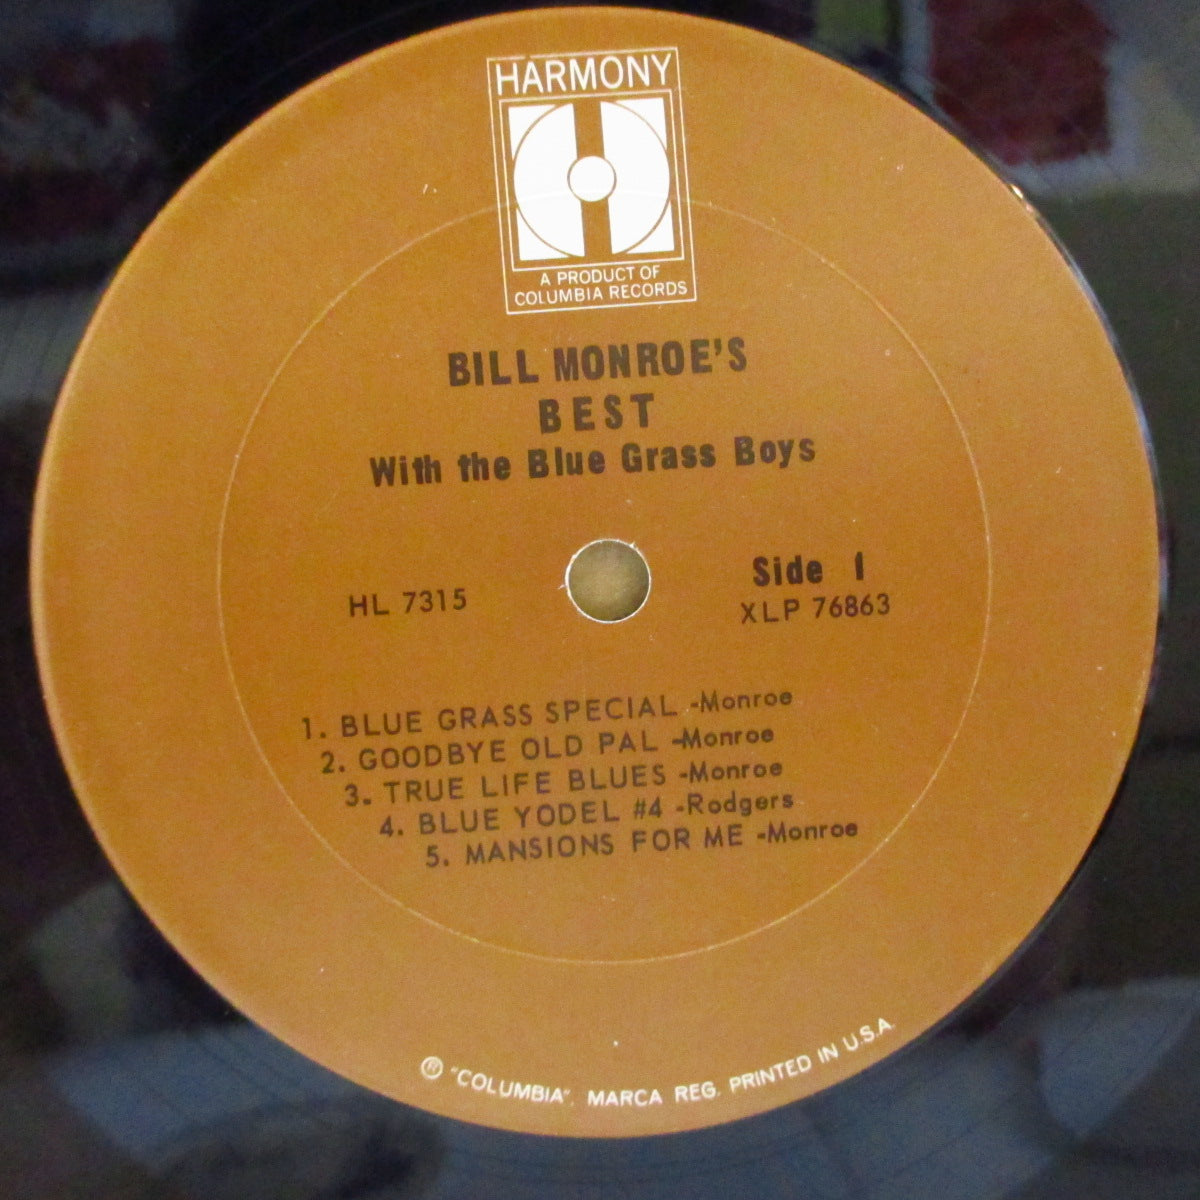 HARMONY
A PRODUCT OF
COLUMBIA RECORDS
BILL MONROE'S
BEST
With the Blue Grass Boys
Side 1
HL 7315
XLP 76863
1. BLUE GRASS SPECIAL -Monroe
2. GOODBYE OLD PAL -Monroe
3. TRUE LIFE BLUES -Monroe
4. BLUE YODEL #4 -Rodgers
5. MANSIONS FOR ME -Monroe
® "COLUMBIA". MARCA REG. PRINTED IN U.S.A.